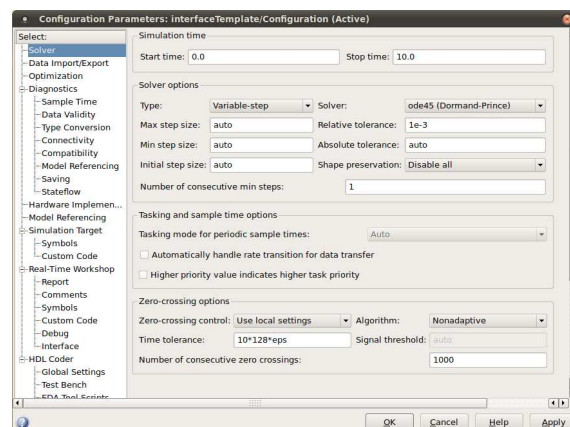 Configuration Parameters: interfaceTemplate/Configuration (Active)
Select:
Solver
Data Import/Export
Optimization
Diagnostics
Sample Time
Data Validity
Type Conversion
Connectivity
Compatibility
Model Referencing
Saving
Stateflow
Hardware Implemen...
Model Referencing
Simulation Target
Symbols
Custom Code
Real-Time Workshop
Report
Comments
Symbols
Custom Code
Debug
Interface
HDL Coder
Global Settings
Test Bench
EDA Tool Scripts
Simulation time
Start time: 0.0 Stop time: 10.0
Solver options
Type: Variable-step Solver: ode45 (Dormand-Prince)
Max step size: auto Relative tolerance: 1e-3
Min step size: auto Absolute tolerance: auto
Initial step size: auto Shape preservation: Disable all
Number of consecutive min steps: 1
Tasking and sample time options
Tasking mode for periodic sample times: Auto
Automatically handle rate transition for data transfer
Higher priority value indicates higher task priority
Zero-crossing options
Zero-crossing control: Use local settings Algorithm: Nonadaptive
Time tolerance: 10*128*eps Signal threshold: auto
Number of consecutive zero crossings: 1000
OK Cancel Help Apply